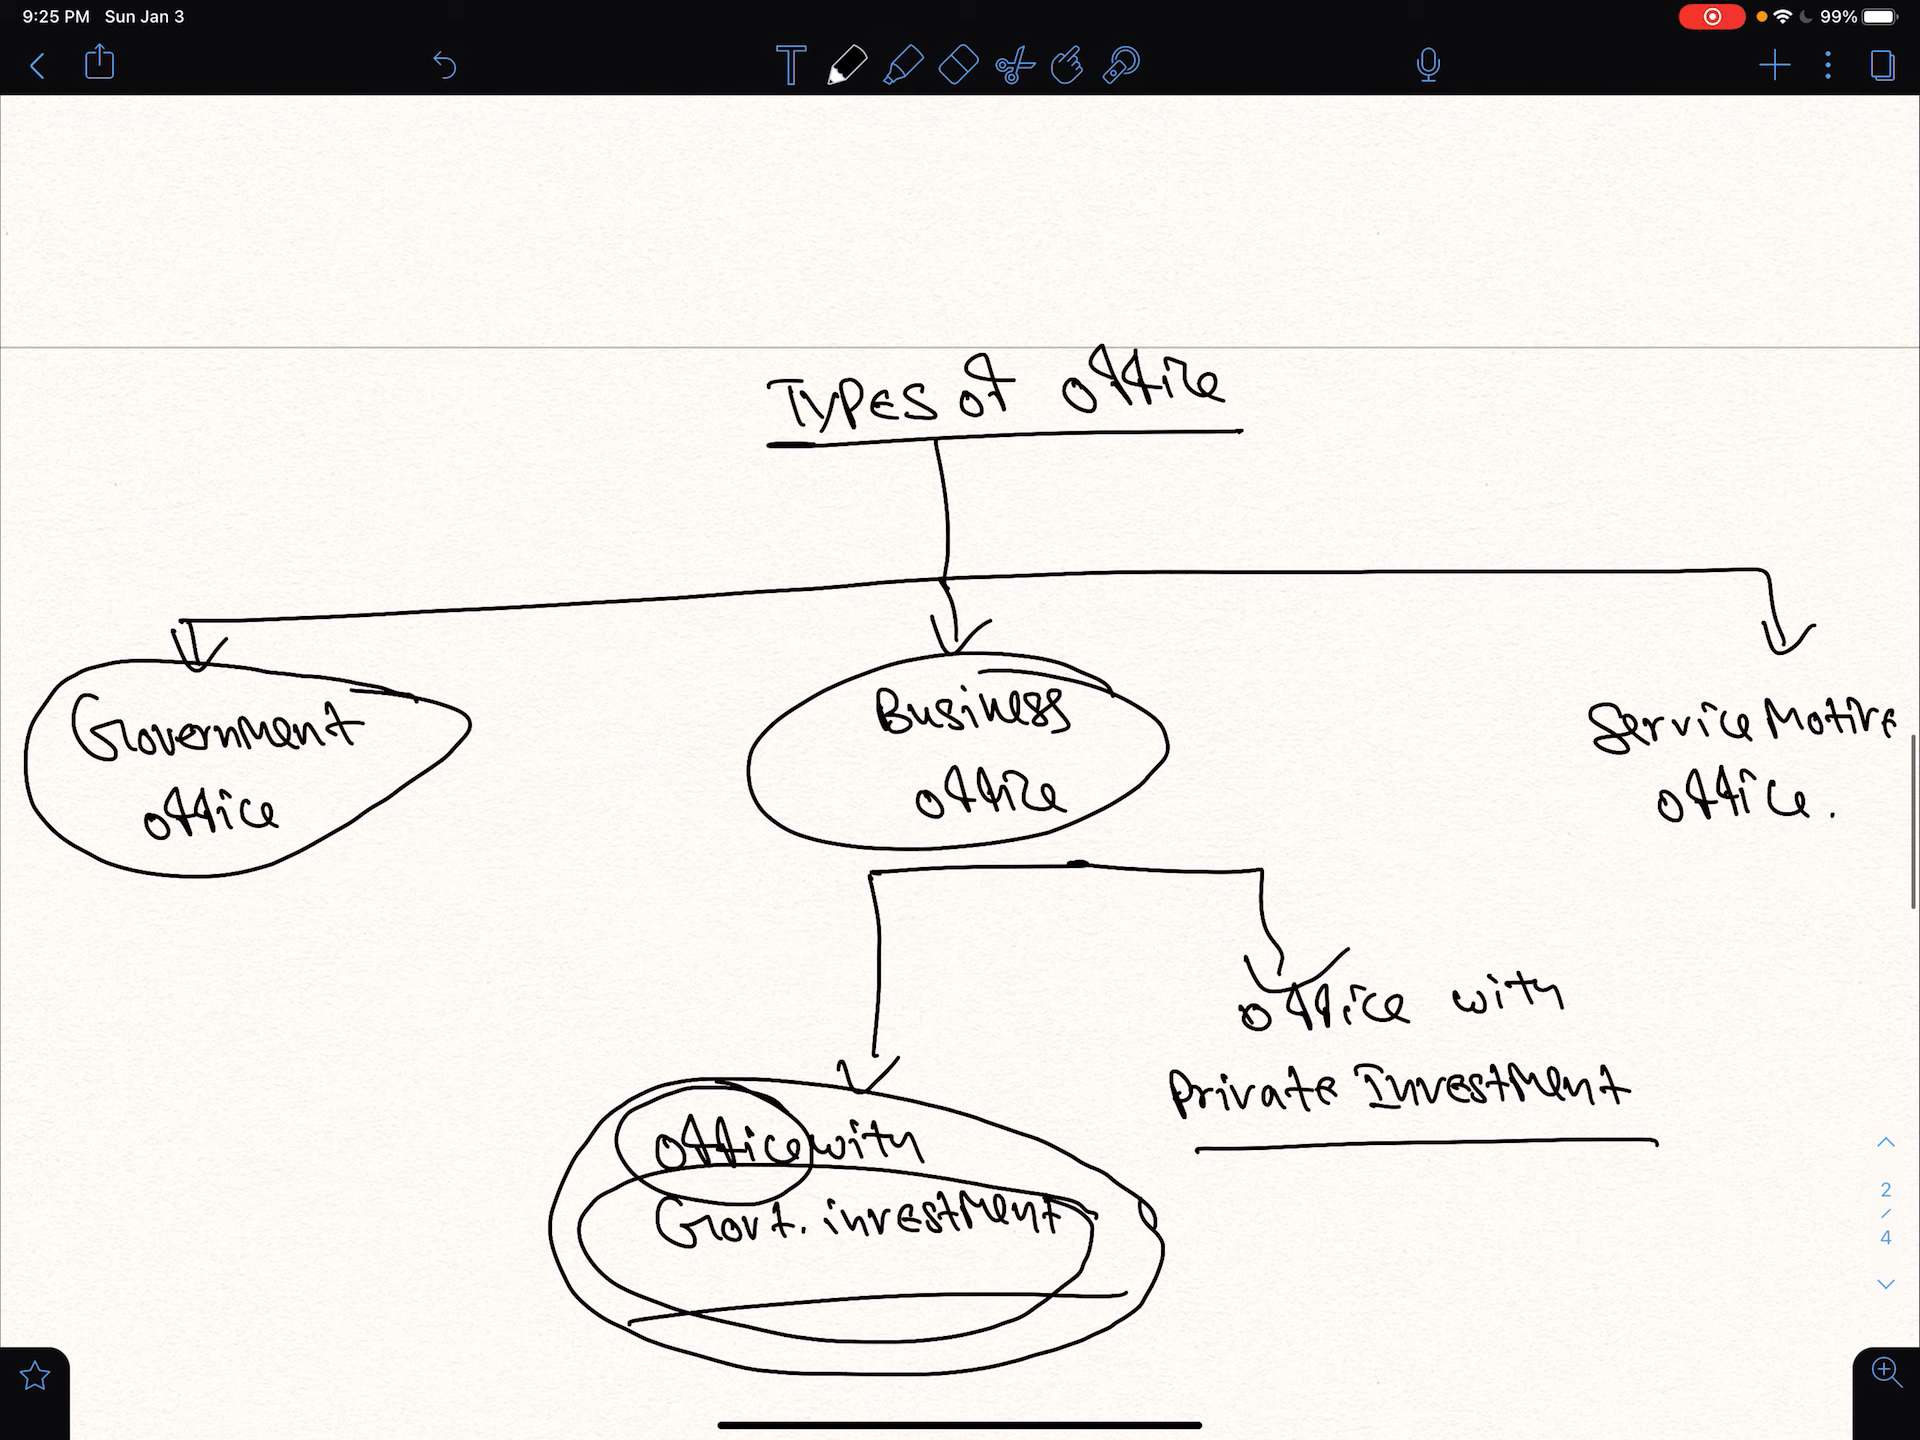 9:25 PM Sun Jan 3
99%
TYPES of office
Government
office
Business
office
Service Motive
office.
office with
Private Investment
office with
Govt. investment
2
/
4